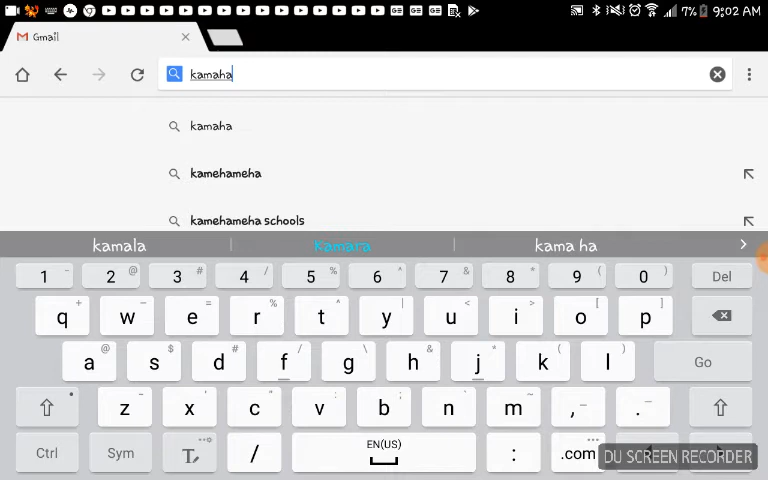 7% 9:02 AM
Gmail
kamaha
kamaha
kamehameha
kamehameha schools
kamala Kamara kama ha
1 - 2 @ 3 # 4 / 5 % 6 ^ 7 & 8 * 9 ( 0 ) Del
q + w - e = r % t ^ y | u < i > o [ p ]
a @ s $ d # f / g \ h & j * k ( l ) Go
z x c v b n m , .
Ctrl Sym T / EN(US) : .com
DU SCREEN RECORDER